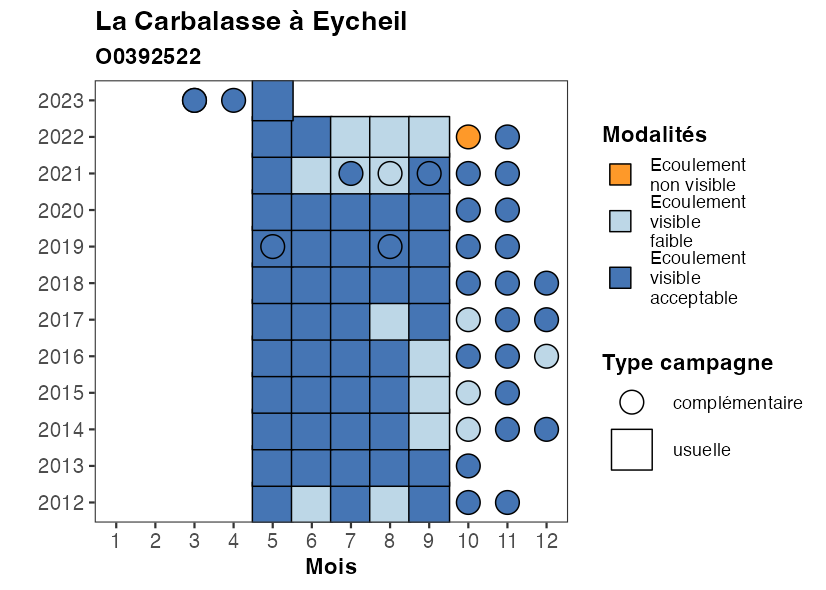 La Carbalasse à Eycheil
O0392522
2023
2022
2021
2020
2019
2018
2017
2016
2015
2014
2013
2012
1 2 3 4 5 6 7 8 9 10 11 12
Mois
Modalités
Ecoulement
non visible
Ecoulement
visible
faible
Ecoulement
visible
acceptable
Type campagne
complémentaire
usuelle